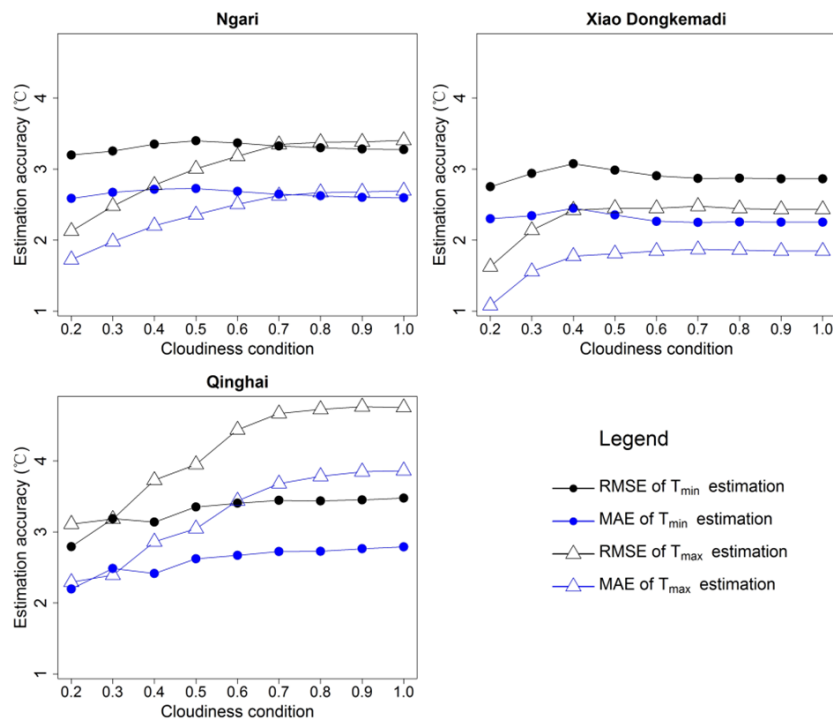 Ngari
Estimation accuracy (℃)
4
3
2
1
0.2 0.3 0.4 0.5 0.6 0.7 0.8 0.9 1.0
Cloudiness condition
Xiao Dongkemadi
Estimation accuracy (℃)
4
3
2
1
0.2 0.3 0.4 0.5 0.6 0.7 0.8 0.9 1.0
Cloudiness condition
Qinghai
Estimation accuracy (℃)
4
3
2
1
0.2 0.3 0.4 0.5 0.6 0.7 0.8 0.9 1.0
Cloudiness condition
Legend
RMSE of Tmin estimation
MAE of Tmin estimation
RMSE of Tmax estimation
MAE of Tmax estimation